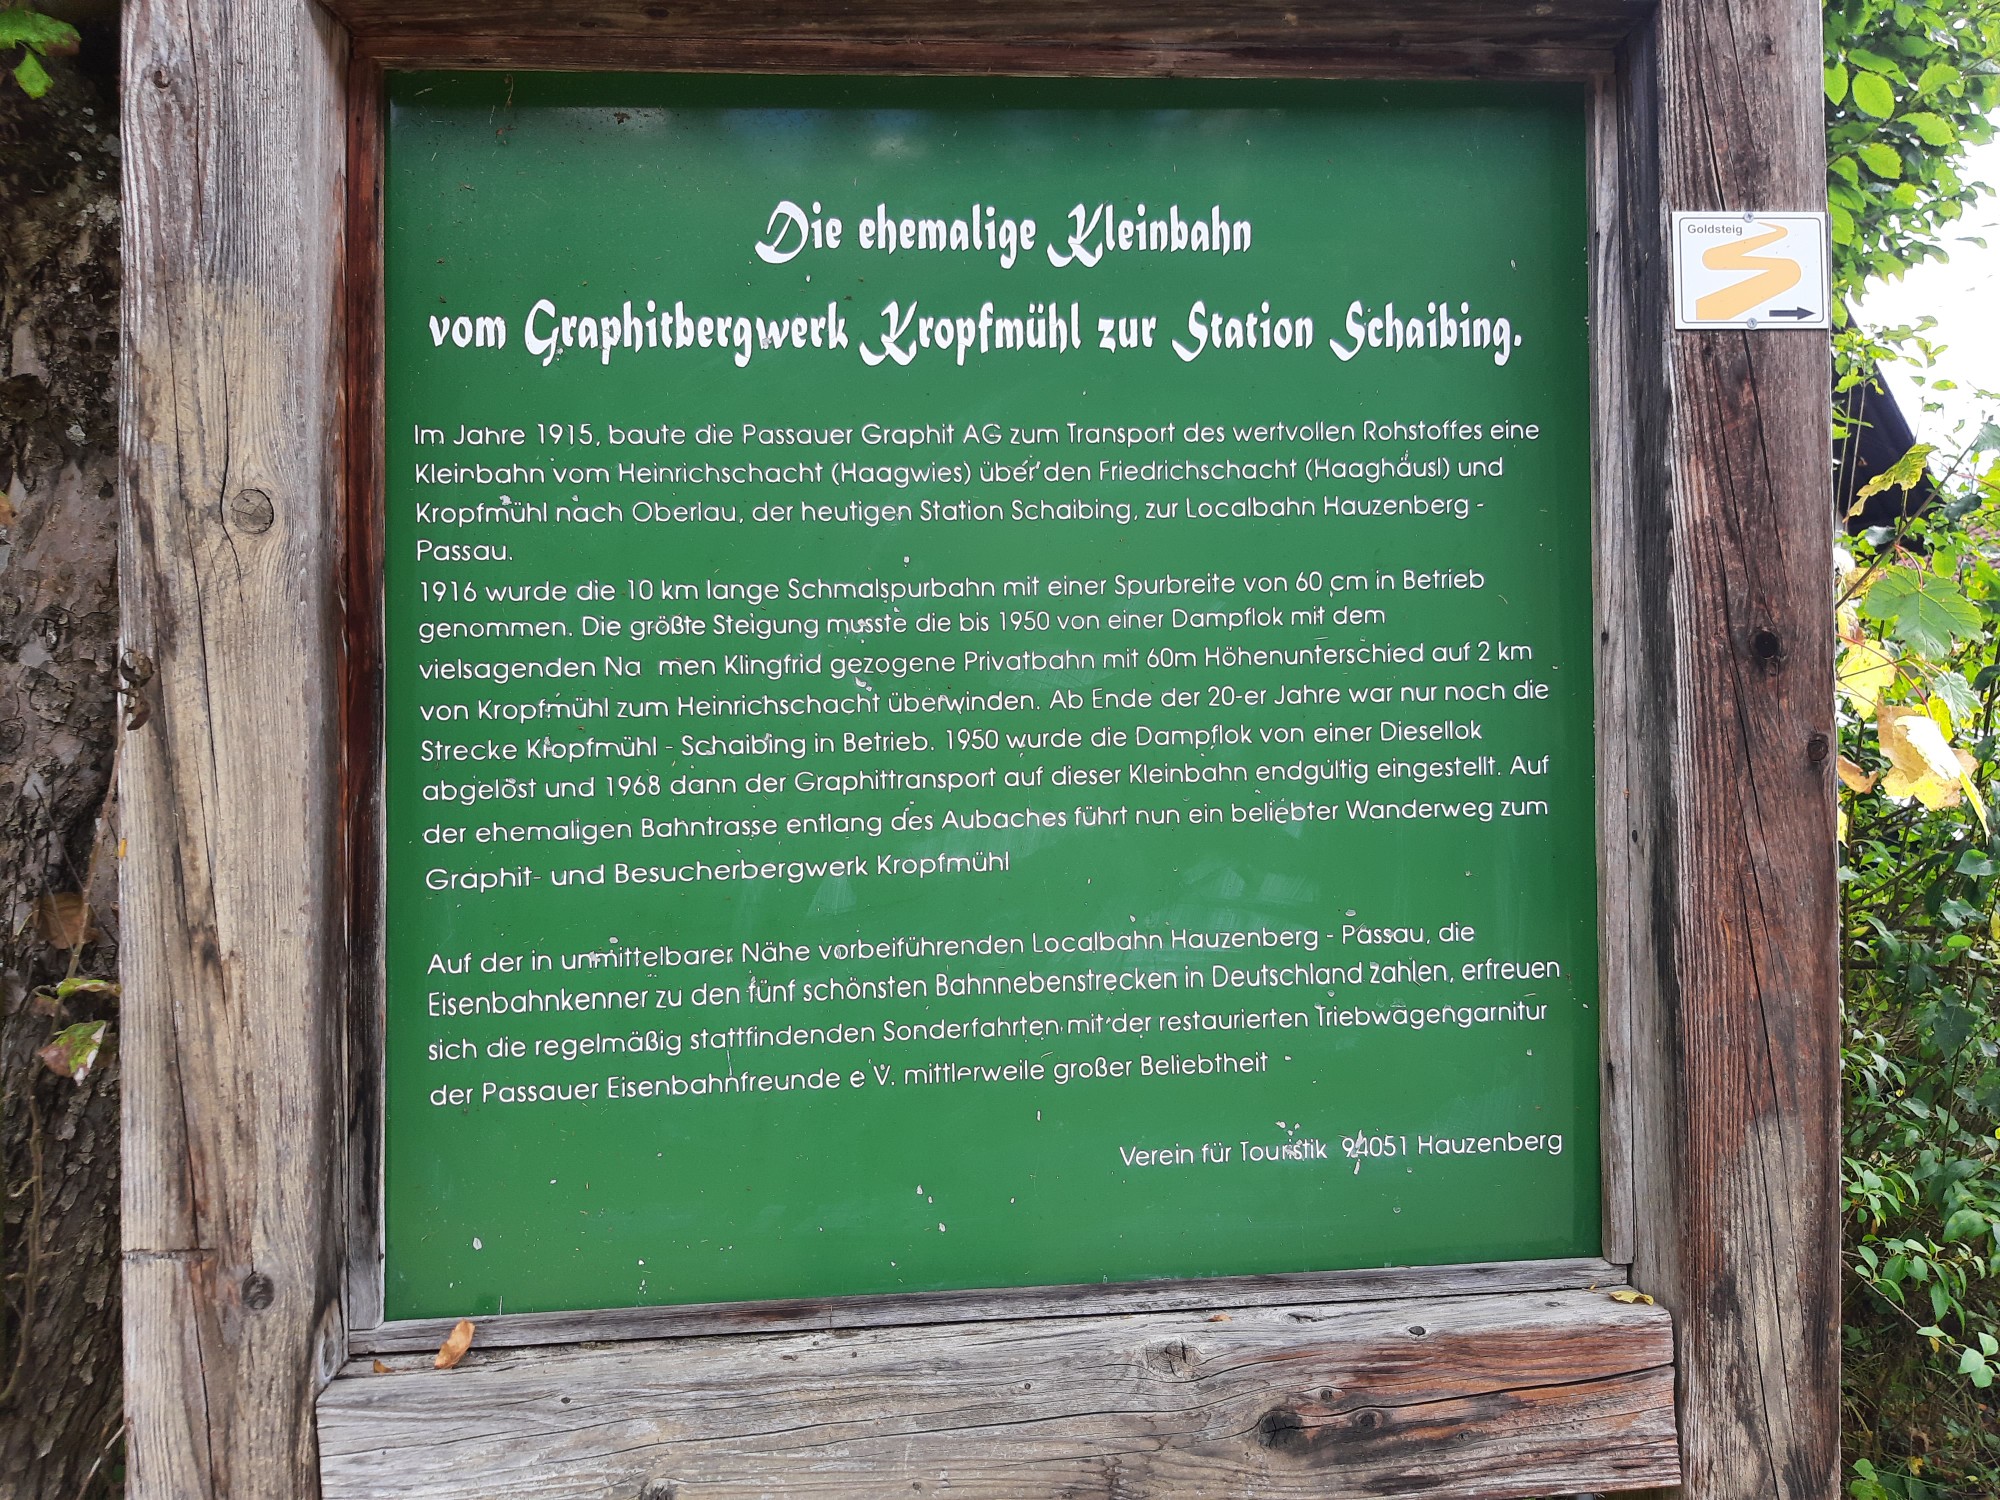 Die ehemalige Kleinbahn
vom Graphitbergwerk Kropfmühl zur Station Schaibing.
Im Jahre 1915, baute die Passauer Graphit AG zum Transport des wertvollen Rohstoffes eine
Kleinbahn vom Heinrichschacht (Haagwies) über den Friedrichschacht (Haaghäusl) und
Kropfmühl nach Oberlau, der heutigen Station Schaibing, zur Localbahn Hauzenberg -
Passau.
1916 wurde die 10 km lange Schmalspurbahn mit einer Spurbreite von 60 cm in Betrieb
genommen. Die größte Steigung musste die bis 1950 von einer Dampflok mit dem
vielsagenden Na men Klingfrid gezogene Privatbahn mit 60m Höhenunterschied auf 2 km
von Kropfmühl zum Heinrichschacht überwinden. Ab Ende der 20-er Jahre war nur noch die
Strecke Kropfmühl - Schaibing in Betrieb. 1950 wurde die Dampflok von einer Diesellok
abgelöst und 1968 dann der Graphittransport auf dieser Kleinbahn endgültig eingestellt. Auf
der ehemaligen Bahntrasse entlang des Aubaches führt nun ein beliebter Wanderweg zum
Graphit- und Besucherbergwerk Kropfmühl
Auf der in unmittelbarer Nähe vorbeiführenden Localbahn Hauzenberg - Passau, die
Eisenbahnkenner zu den fünf schönsten Bahnnebenstrecken in Deutschland zahlen, erfreuen
sich die regelmäßig stattfindenden Sonderfahrten mit der restaurierten Triebwagengarnitur
der Passauer Eisenbahnfreunde e.V. mittlerweile großer Beliebtheit
Verein für Touristik 94051 Hauzenberg
Goldsteig